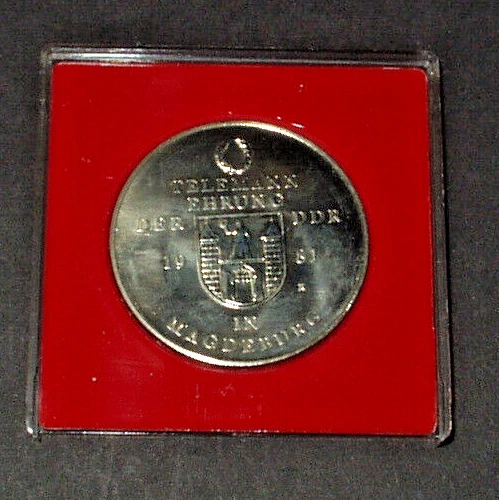 TELEMANN
EHRUNG
DER DDR
19 81
IN
MAGDEBURG